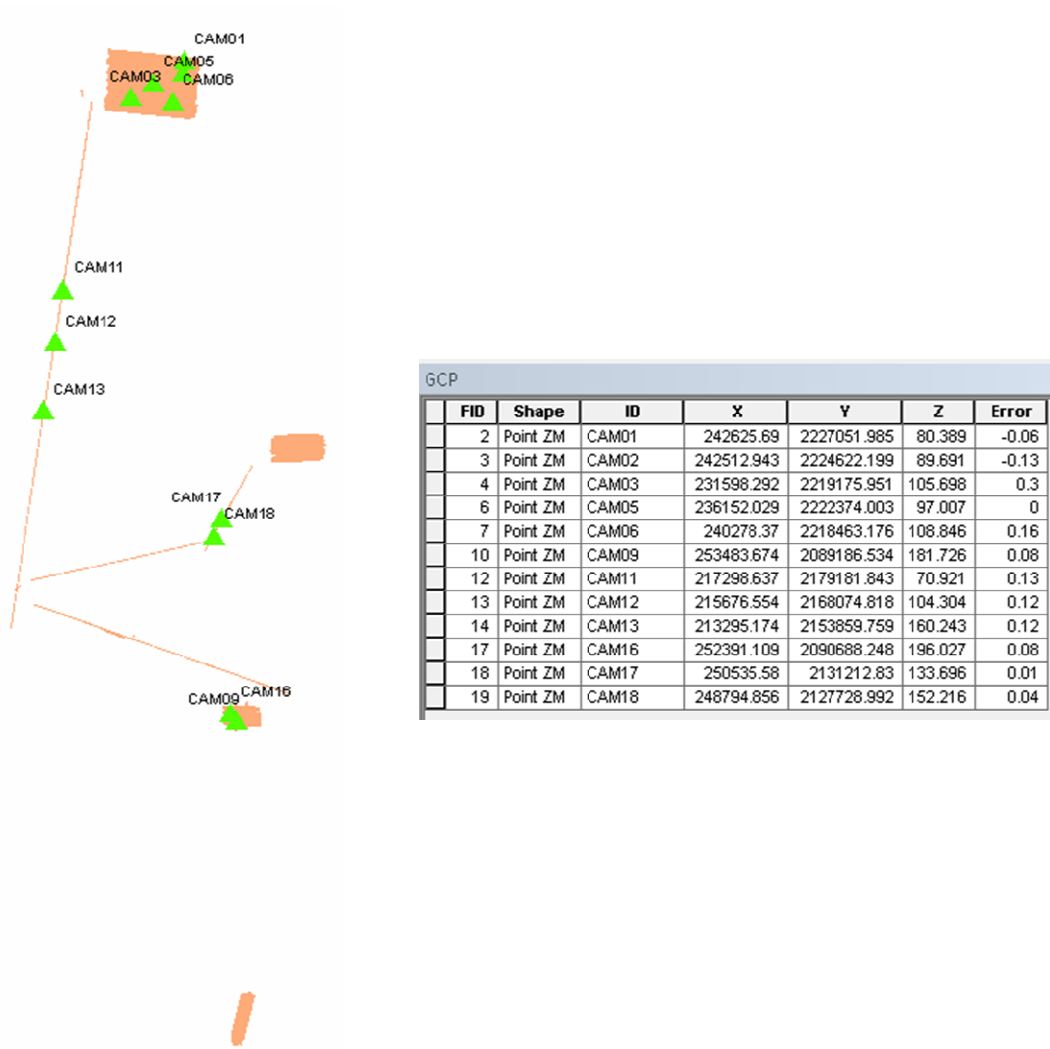 CAM01
CAM05
CAM03 CAM06
CAM11
CAM12
CAM13
CAM17
CAM18
CAM09 CAM16
GCP
FID Shape ID X Y Z Error
2 Point ZM CAM01 242625.69 2227051.985 80.389 -0.06
3 Point ZM CAM02 242512.943 2224622.199 89.691 -0.13
4 Point ZM CAM03 231598.292 2219175.951 105.698 0.3
6 Point ZM CAM05 236152.029 2222374.003 97.007 0
7 Point ZM CAM06 240278.37 2218463.176 108.846 0.16
10 Point ZM CAM09 253483.674 2089186.534 181.726 0.08
12 Point ZM CAM11 217298.637 2179181.843 70.921 0.13
13 Point ZM CAM12 215676.554 2168074.818 104.304 0.12
14 Point ZM CAM13 213295.174 2153859.759 160.243 0.12
17 Point ZM CAM16 252391.109 2090688.248 196.027 0.08
18 Point ZM CAM17 250535.58 2131212.83 133.696 0.01
19 Point ZM CAM18 248794.856 2127728.992 152.216 0.04